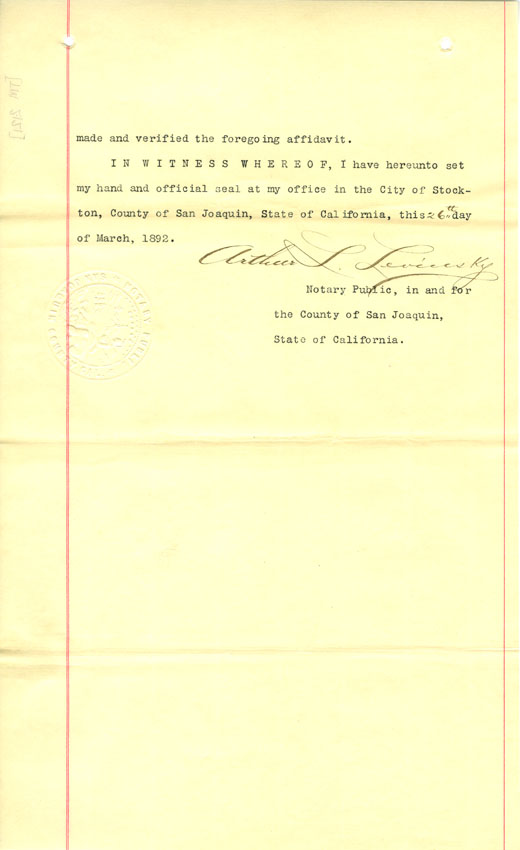 made and verified the foregoing affidavit.
IN WITNESS WHEREOF, I have hereunto set
my hand and official seal at my office in the City of Stock-
ton, County of San Joaquin, State of California, this 26th day
of March, 1892.
Arthur L. Levinsky
Notary Public, in and for
the County of San Joaquin,
State of California.